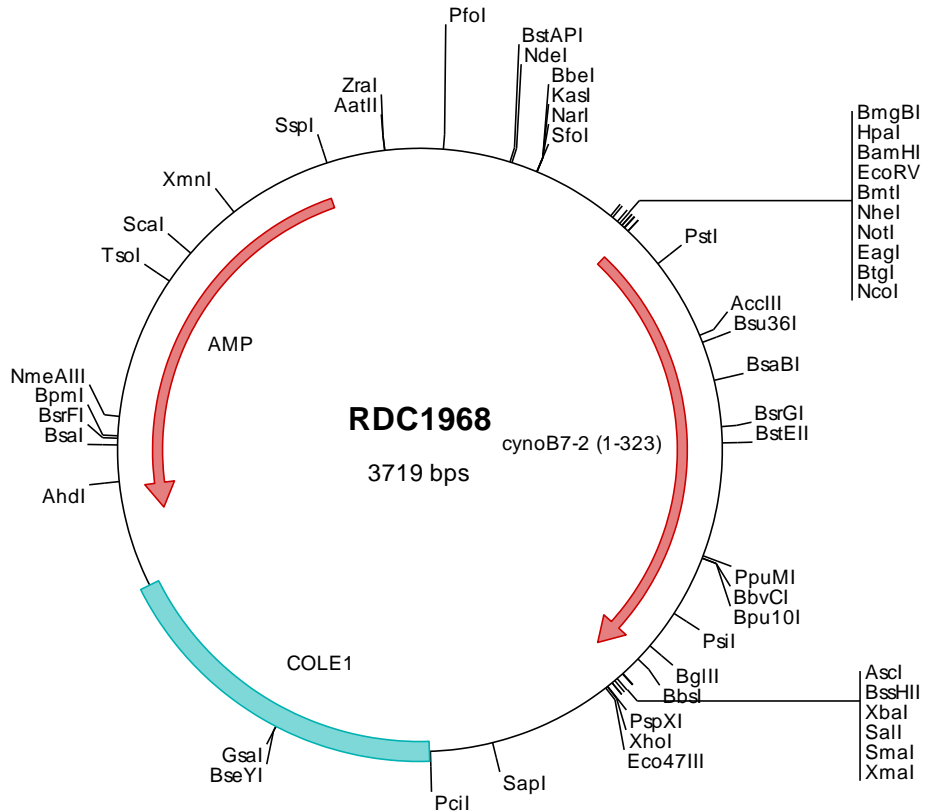 PfoI
BstAPI
NdeI
BbeI
KasI
NarI
SfoI
ZraI
AatII
SspI
XmnI
ScaI
TsoI
BmgBI
HpaI
BamHI
EcoRV
BmtI
NheI
NotI
EagI
BtgI
NcoI
PstI
AccIII
Bsu36I
BsaBI
BsrGI
BstEII
AMP
NmeAIII
BpmI
BsrFI
BsaI
AhdI
RDC1968
3719 bps
cynoB7-2 (1-323)
PpuMI
BbvCI
Bpu10I
PsiI
BglII
BbsI
AscI
BssHII
XbaI
SalI
SmaI
XmaI
PspXI
XhoI
Eco47III
COLE1
GsaI
BseYI
SapI
PciI